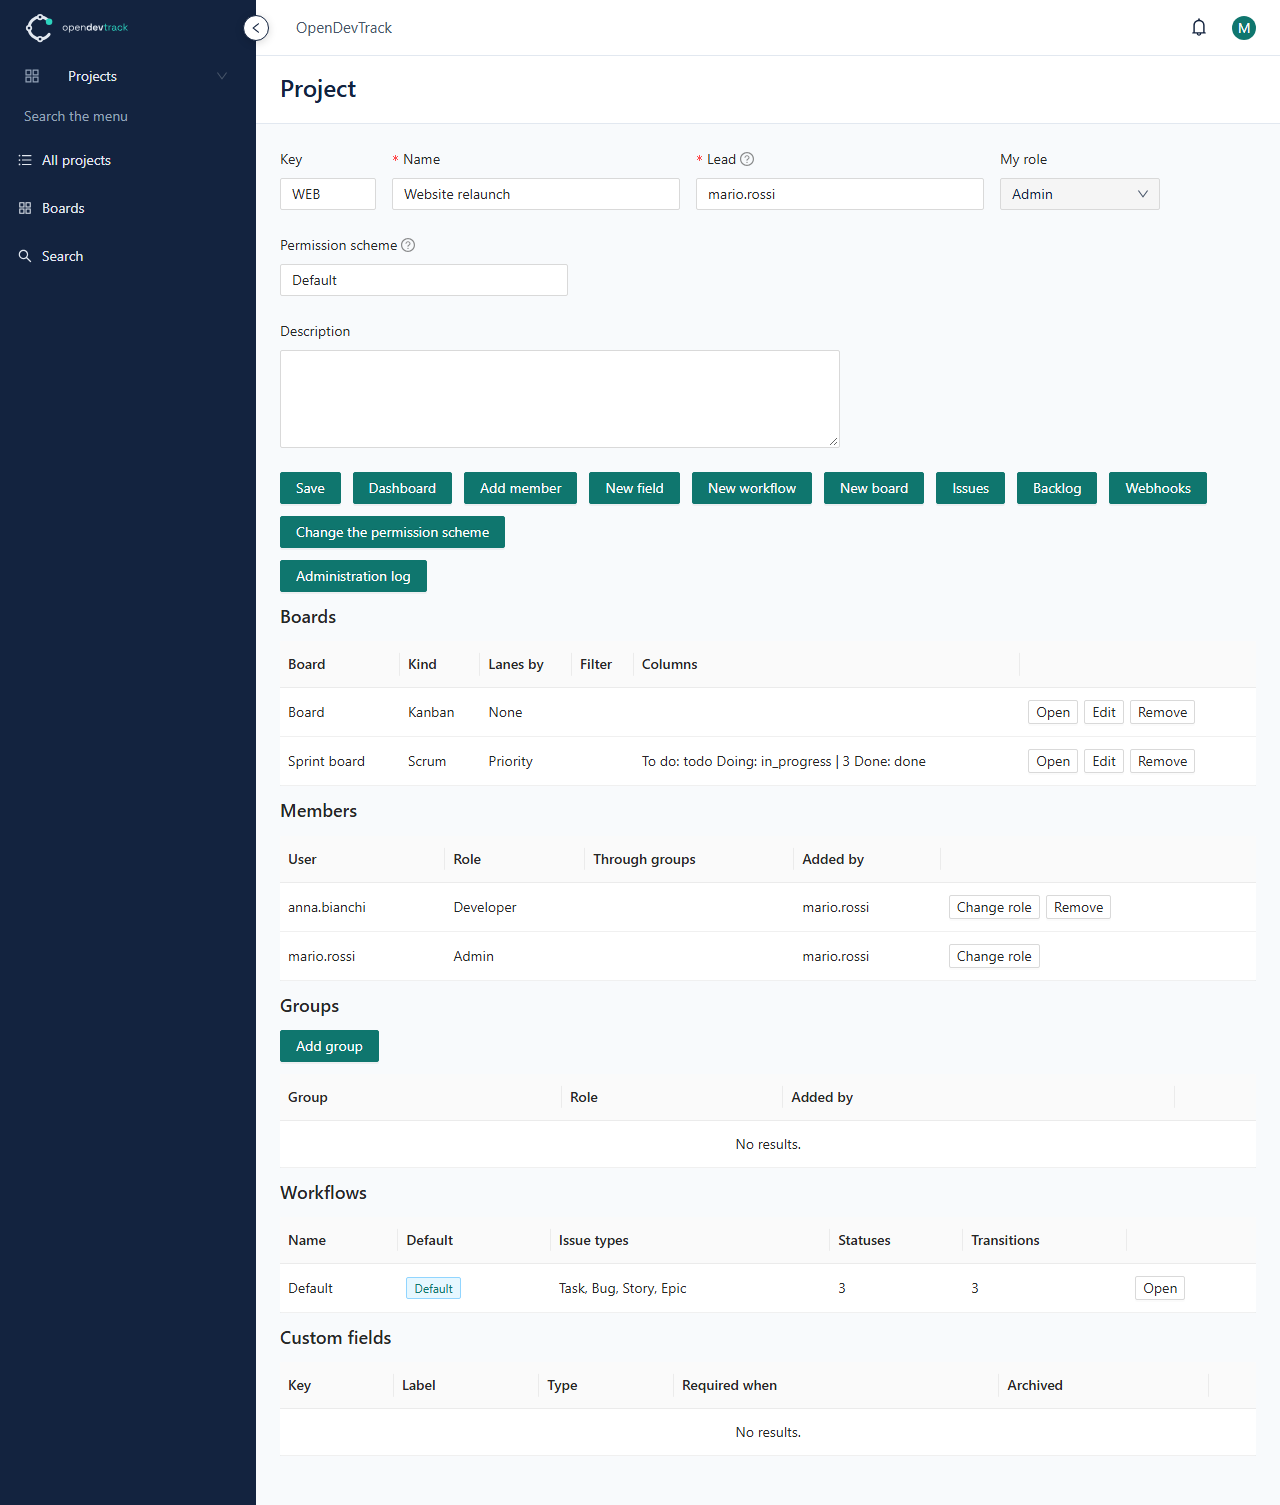 opendevtrack
OpenDevTrack
M
Projects
Search the menu
All projects
Boards
Search
Project
Key
* Name
* Lead
My role
WEB
Website relaunch
mario.rossi
Admin
Permission scheme
Default
Description
Save
Dashboard
Add member
New field
New workflow
New board
Issues
Backlog
Webhooks
Change the permission scheme
Administration log
Boards
Board Kind Lanes by Filter Columns
Board Kanban None Open Edit Remove
Sprint board Scrum Priority To do: todo Doing: in_progress | 3 Done: done Open Edit Remove
Members
User Role Through groups Added by
anna.bianchi Developer mario.rossi Change role Remove
mario.rossi Admin mario.rossi Change role
Groups
Add group
Group Role Added by
No results.
Workflows
Name Default Issue types Statuses Transitions
Default Default Task, Bug, Story, Epic 3 3 Open
Custom fields
Key Label Type Required when Archived
No results.